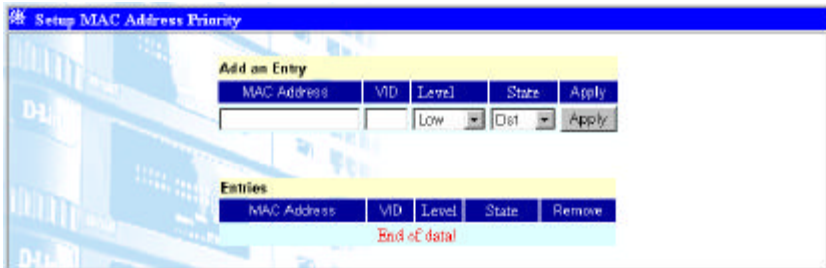 Setup MAC Address Priority
Add an Entry
MAC Address VID Level State Apply
Low Dst Apply
Entries
MAC Address VID Level State Remove
End of data!